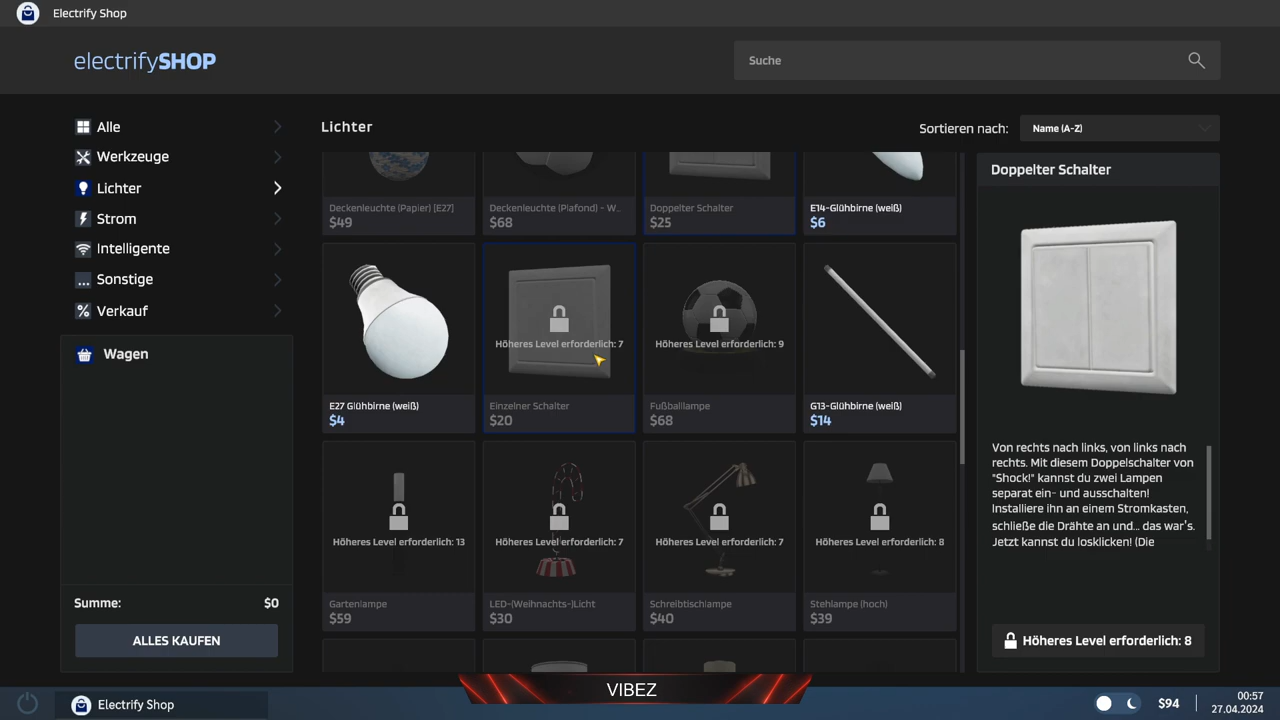 Electrify Shop
electrifySHOP
Suche
Alle
Werkzeuge
Lichter
Strom
Intelligente
Sonstige
Verkauf
Wagen
Summe: $0
ALLES KAUFEN
Lichter
Sortieren nach: Name (A-Z)
Deckenleuchte (Papier) [E27]
$49
Deckenleuchte (Plafond) - W...
$68
Doppelter Schalter
$25
E14-Glühbirne (weiß)
$6
E27 Glühbirne (weiß)
$4
Höheres Level erforderlich: 7
Einzelner Schalter
$20
Höheres Level erforderlich: 9
Fußballlampe
$68
G13-Glühbirne (weiß)
$14
Höheres Level erforderlich: 13
Gartenlampe
$59
Höheres Level erforderlich: 7
LED-(Weihnachts-)Licht
$30
Höheres Level erforderlich: 7
Schreibtischlampe
$40
Höheres Level erforderlich: 8
Stehlampe (hoch)
$39
Doppelter Schalter
Von rechts nach links, von links nach
rechts. Mit diesem Doppelschalter von
"Shock!" kannst du zwei Lampen
separat ein- und ausschalten!
Installiere ihn an einem Stromkasten,
schließe die Drähte an und... das war's.
Jetzt kannst du losklicken! (Die
Höheres Level erforderlich: 8
VIBEZ
Electrify Shop
$94
00:57
27.04.2024